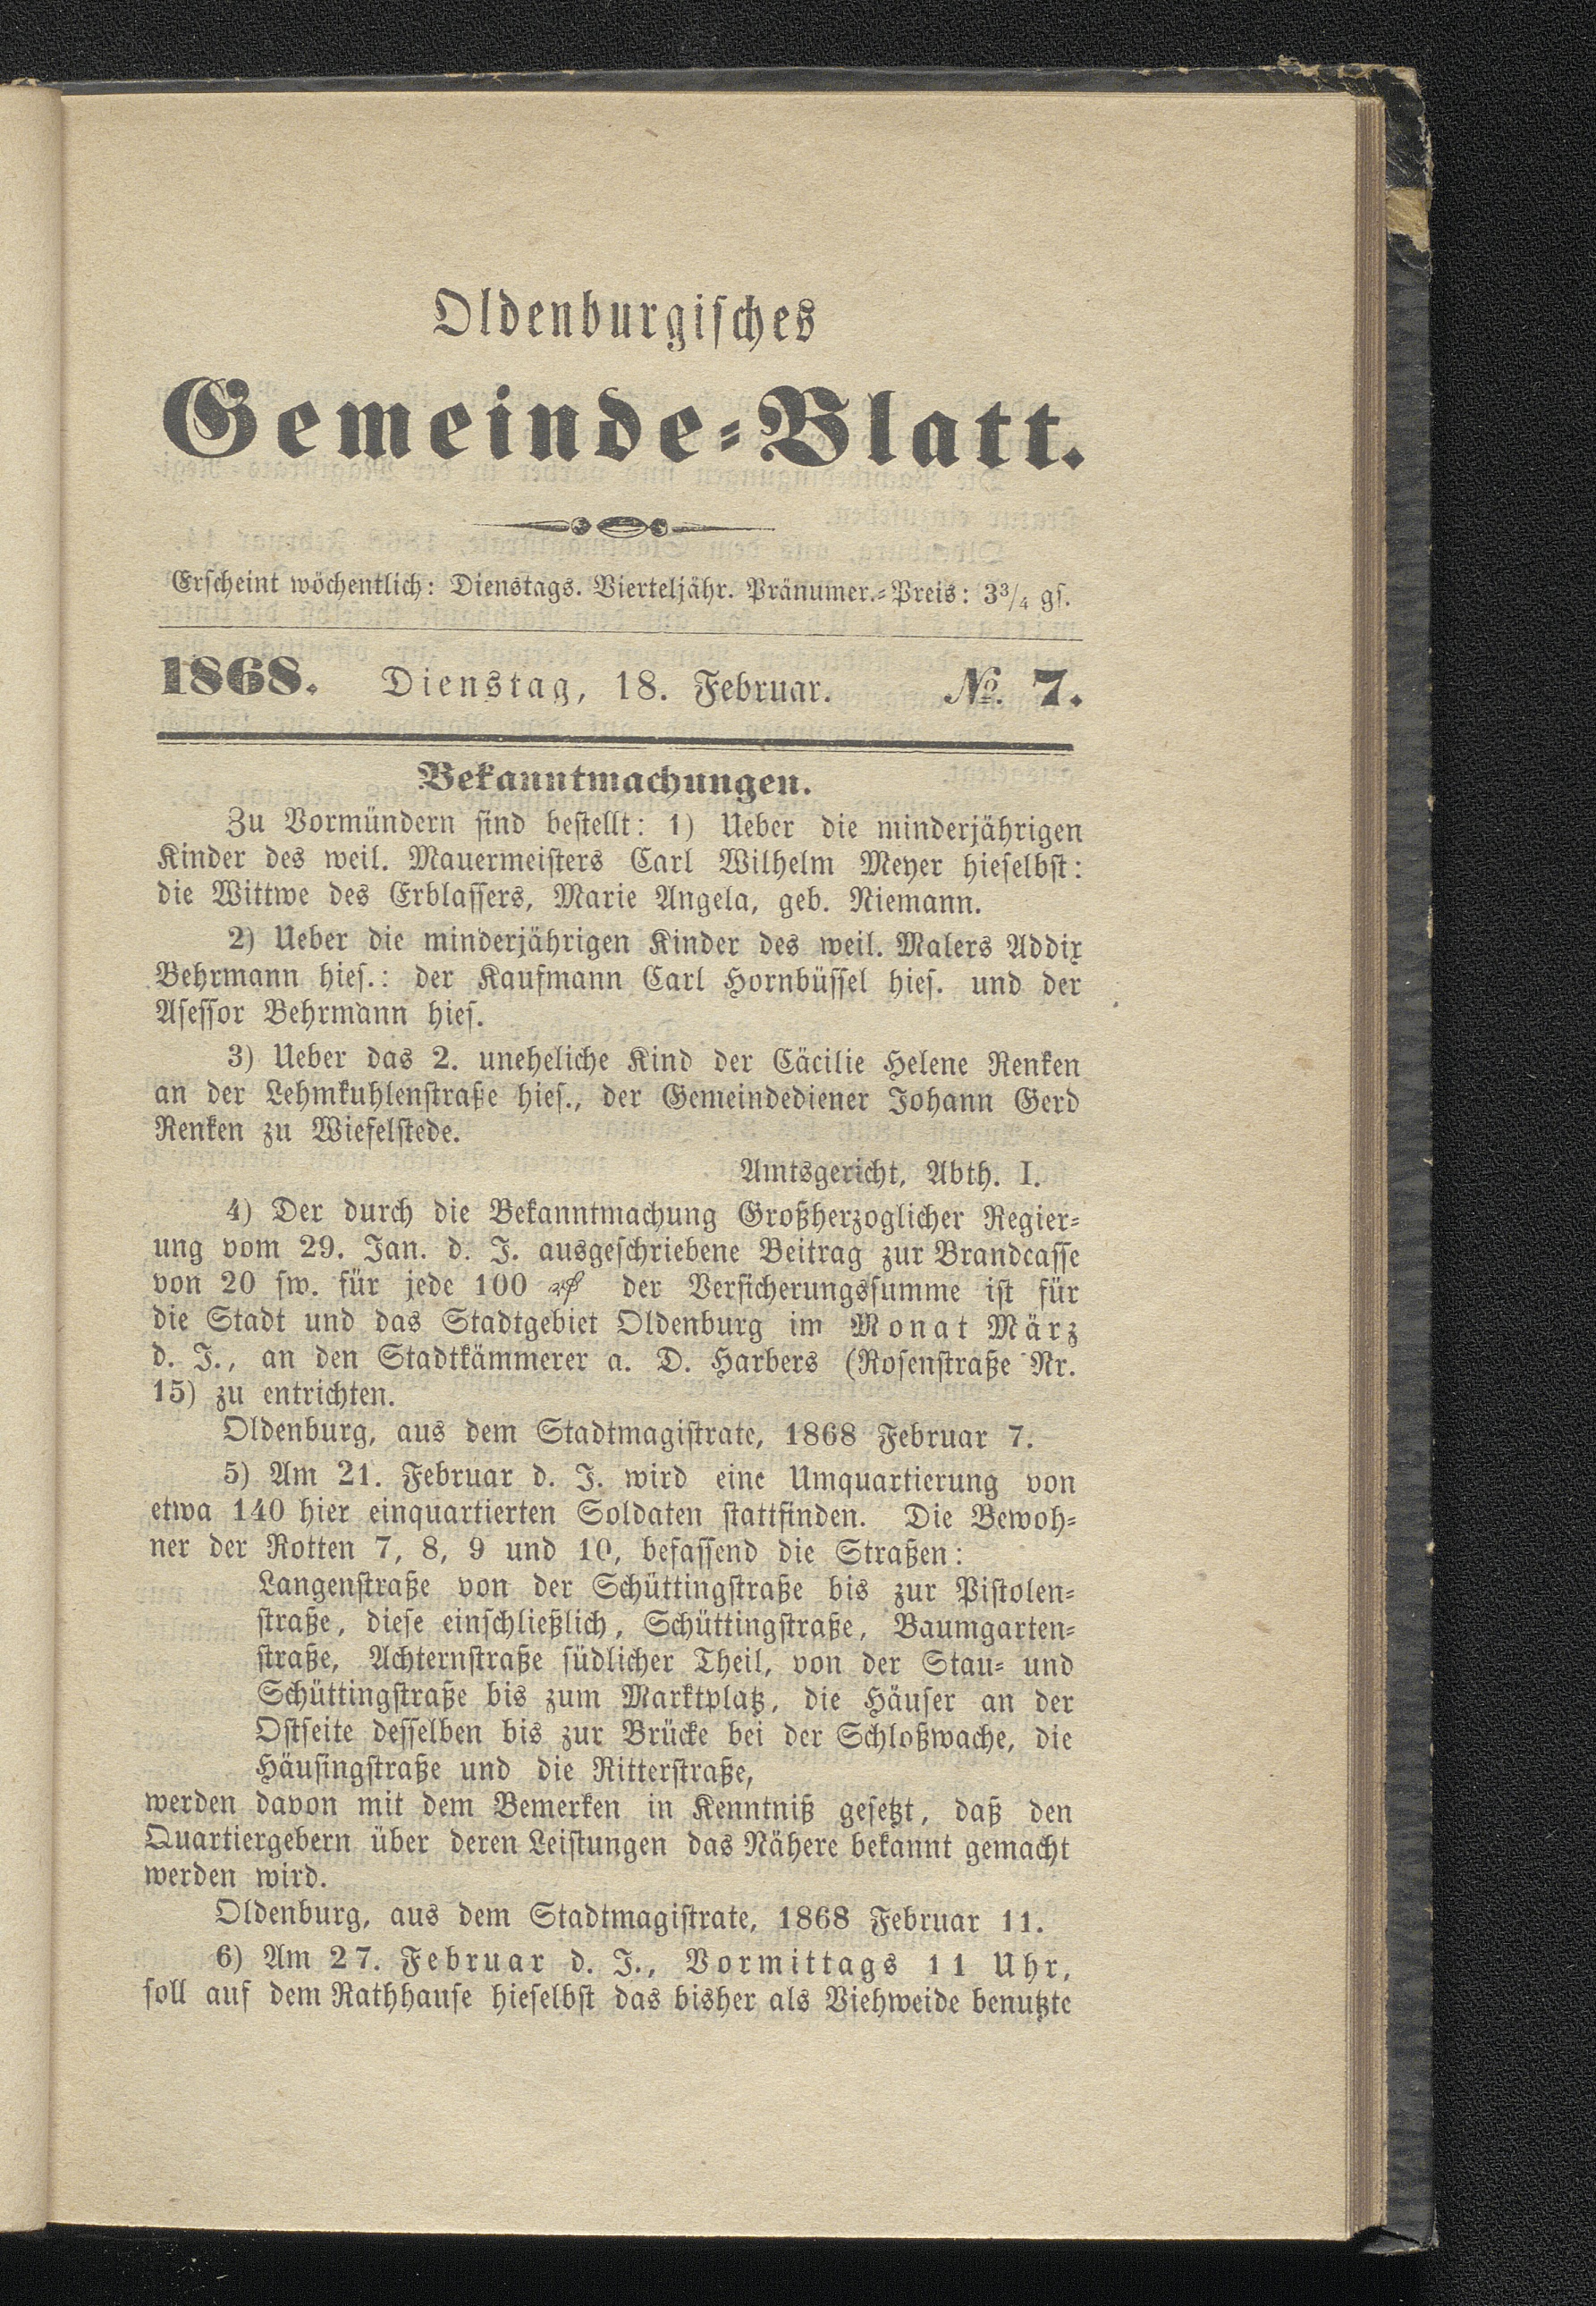 Oldenburgisches
Gemeinde-Blatt.
Erscheint wöchentlich: Dienstags. Vierteljähr. Pränumer.-Preis: 3³/₄ gs.
1868. Dienstag, 18. Februar. No. 7.
Bekanntmachungen.
Zu Vormündern sind bestellt: 1) Ueber die minderjährigen
Kinder des weil. Mauermeisters Carl Wilhelm Meyer hieselbst:
die Wittwe des Erblassers, Marie Angela, geb. Niemann.
2) Ueber die minderjährigen Kinder des weil. Malers Addix
Behrmann hies.: der Kaufmann Carl Hornbüssel hies. und der
Asessor Behrmann hies.
3) Ueber das 2. uneheliche Kind der Cäcilie Helene Renken
an der Lehmkuhlenstraße hies., der Gemeindediener Johann Gerd
Renken zu Wiefelstede.
Amtsgericht, Abth. I.
4) Der durch die Bekanntmachung Großherzoglicher Regier-
ung vom 29. Jan. d. J. ausgeschriebene Beitrag zur Brandcasse
von 20 sw. für jede 100 ₰ der Versicherungssumme ist für
die Stadt und das Stadtgebiet Oldenburg im Monat März
d. J., an den Stadtkämmerer a. D. Harbers (Rosenstraße Nr.
15) zu entrichten.
Oldenburg, aus dem Stadtmagistrate, 1868 Februar 7.
5) Am 21. Februar d. J. wird eine Umquartierung von
etwa 140 hier einquartierten Soldaten stattfinden. Die Bewoh-
ner der Rotten 7, 8, 9 und 10, befassend die Straßen:
Langenstraße von der Schüttingstraße bis zur Pistolen-
straße, diese einschließlich, Schüttingstraße, Baumgarten-
straße, Achternstraße südlicher Theil, von der Stau- und
Schüttingstraße bis zum Marktplatz, die Häuser an der
Ostseite desselben bis zur Brücke bei der Schloßwache, die
Häusingstraße und die Ritterstraße,
werden davon mit dem Bemerken in Kenntniß gesetzt, daß den
Quartiergebern über deren Leistungen das Nähere bekannt gemacht
werden wird.
Oldenburg, aus dem Stadtmagistrate, 1868 Februar 11.
6) Am 27. Februar d. J., Vormittags 11 Uhr,
soll auf dem Rathhause hieselbst das bisher als Viehweide benutzte